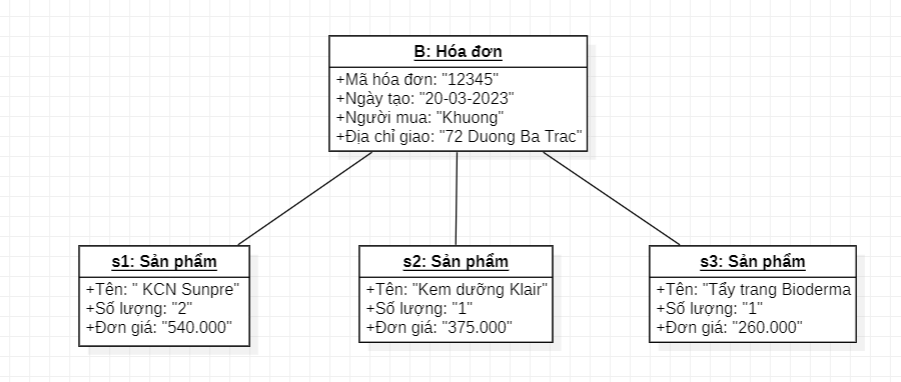 B: Hóa đơn
+Mã hóa đơn: "12345"
+Ngày tạo: "20-03-2023"
+Người mua: "Khuong"
+Địa chỉ giao: "72 Duong Ba Trac"
s1: Sản phẩm
+Tên: " KCN Sunpre"
+Số lượng: "2"
+Đơn giá: "540.000"
s2: Sản phẩm
+Tên: "Kem dưỡng Klair"
+Số lượng: "1"
+Đơn giá: "375.000"
s3: Sản phẩm
+Tên: "Tẩy trang Bioderma
+Số lượng: "1"
+Đơn giá: "260.000"